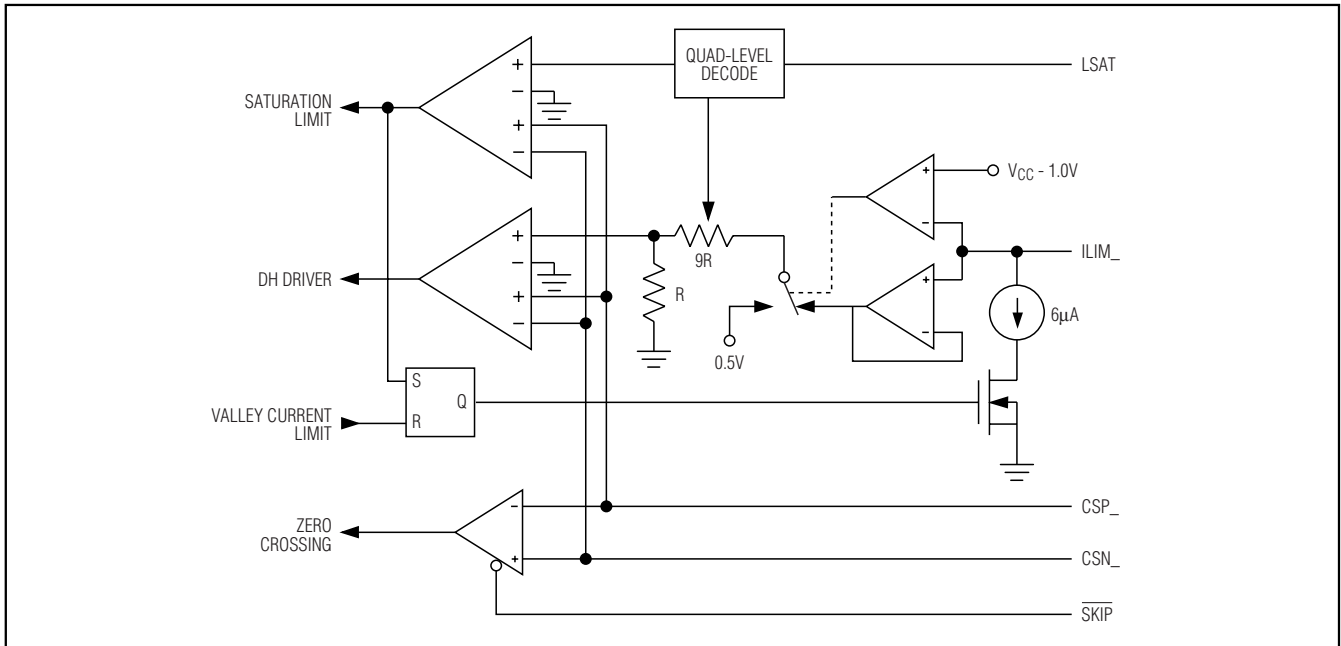 QUAD-LEVEL
DECODE
LSAT
+
−
+
−
SATURATION
LIMIT
+
−
VCC - 1.0V
ILIM_
9R
+
−
+
−
DH DRIVER
R
+
−
6µA
0.5V
S
Q
R
VALLEY CURRENT
LIMIT
CSP_
−
ZERO
CROSSING
+
CSN_
SKIP